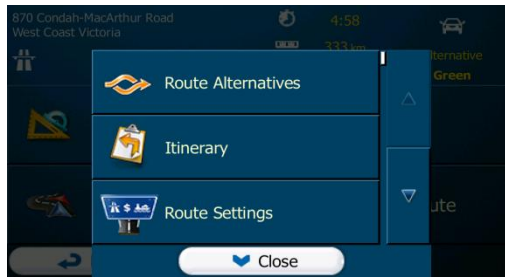 870 Condah-MacArthur Road
West Coast Victoria
4:58
333 km
Route Alternatives
Itinerary
Route Settings
Close
lternative
Green
ute